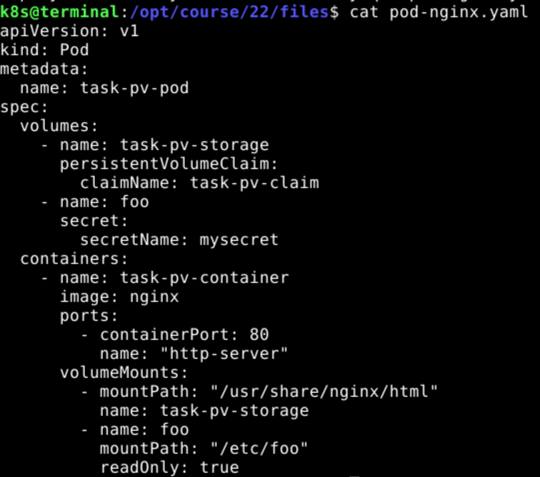 k8s@terminal:/opt/course/22/files$ cat pod-nginx.yaml
apiVersion: v1
kind: Pod
metadata:
  name: task-pv-pod
spec:
  volumes:
    - name: task-pv-storage
      persistentVolumeClaim:
        claimName: task-pv-claim
    - name: foo
      secret:
        secretName: mysecret
  containers:
    - name: task-pv-container
      image: nginx
      ports:
        - containerPort: 80
          name: "http-server"
      volumeMounts:
        - mountPath: "/usr/share/nginx/html"
          name: task-pv-storage
        - name: foo
          mountPath: "/etc/foo"
          readOnly: true